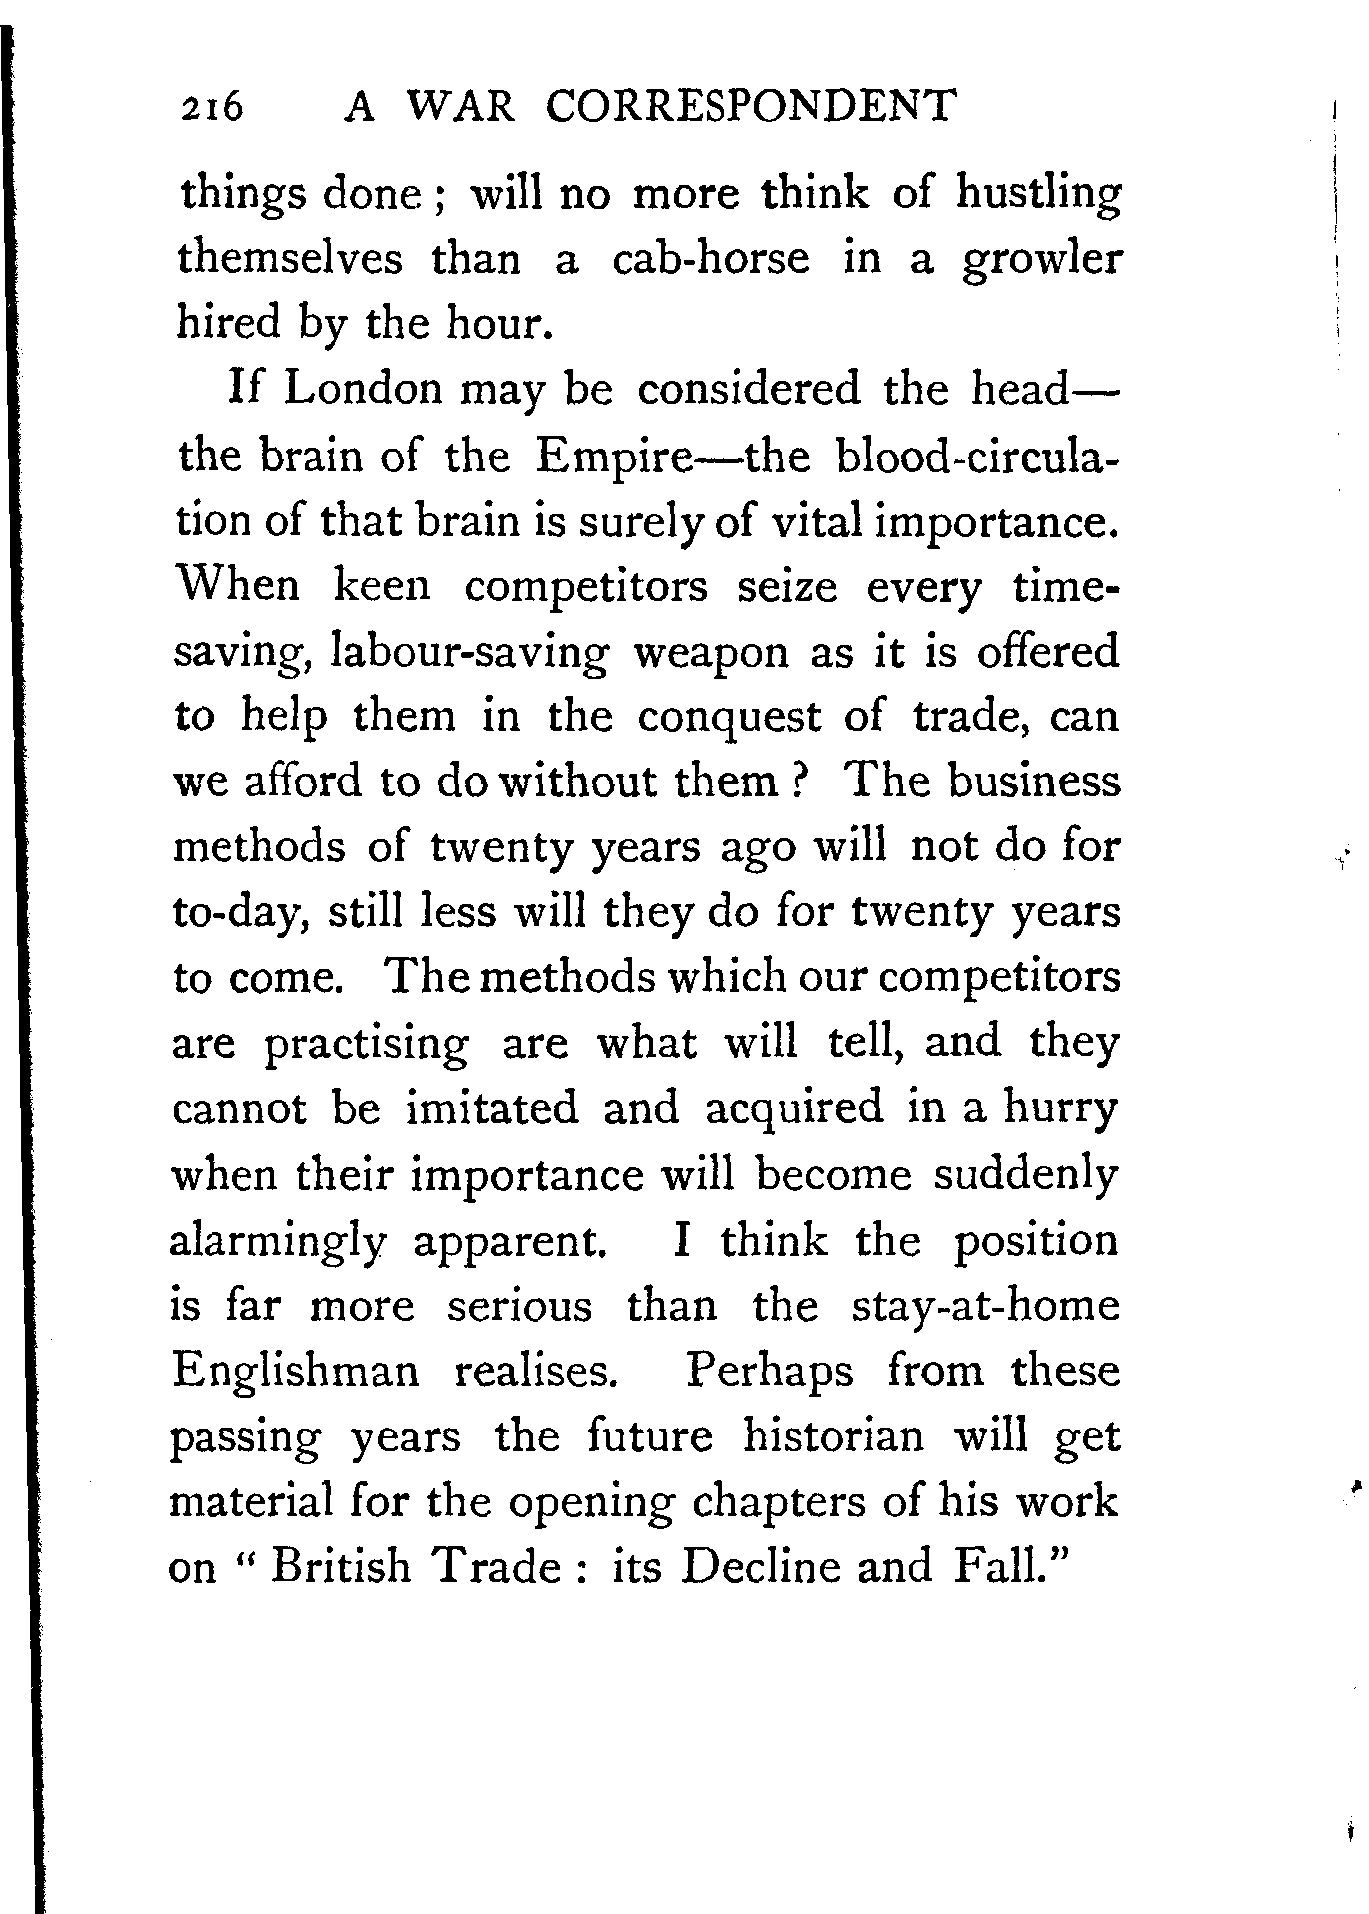 216 A WAR CORRESPONDENT
things done ; will no more think of hustling
themselves than a cab-horse in a growler
hired by the hour.
If London may be considered the head—
the brain of the Empire—the blood-circula-
tion of that brain is surely of vital importance.
When keen competitors seize every time-
saving, labour-saving weapon as it is offered
to help them in the conquest of trade, can
we afford to do without them ? The business
methods of twenty years ago will not do for
to-day, still less will they do for twenty years
to come. The methods which our competitors
are practising are what will tell, and they
cannot be imitated and acquired in a hurry
when their importance will become suddenly
alarmingly apparent. I think the position
is far more serious than the stay-at-home
Englishman realises. Perhaps from these
passing years the future historian will get
material for the opening chapters of his work
on “ British Trade : its Decline and Fall.”